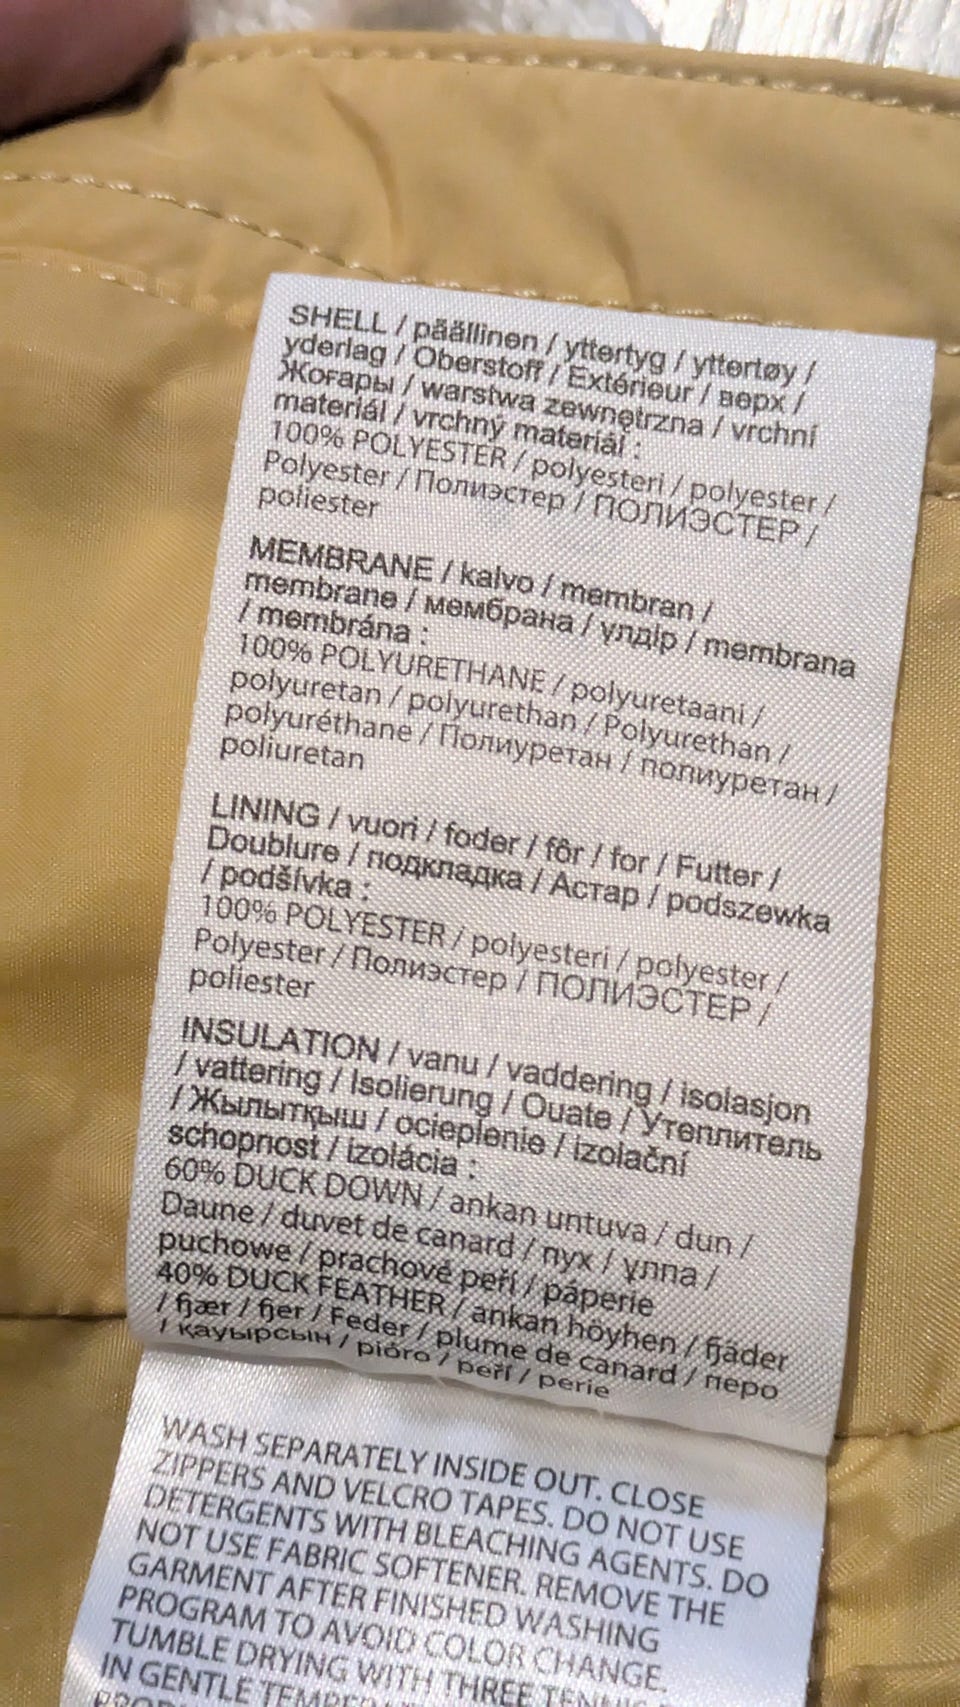 SHELL / päällinen / yttertyg / yttertøy /
yderlag / Oberstoff / Extérieur / верх /
Жоғары / warstwa zewnętrzna / vrchní
materiál / vrchný materiál :
100% POLYESTER / polyesteri / polyester /
Polyester / Полиэстер / ПОЛИЭСТЕР /
poliester
MEMBRANE / kalvo / membran /
membrane / мембрана / үлдір / membrana
/ membrána :
100% POLYURETHANE / polyuretaani /
polyuretan / polyurethan / Polyurethan /
polyuréthane / Полиуретан / полиуретан /
poliuretan
LINING / vuori / foder / fôr / for / Futter /
Doublure / подкладка / Астар / podszewka
/ podšívka :
100% POLYESTER / polyesteri / polyester /
Polyester / Полиэстер / ПОЛИЭСТЕР /
poliester
INSULATION / vanu / vaddering / isolasjon
/ vattering / Isolierung / Ouate / Утеплитель
/ Жылытқыш / ocieplenie / izolační
schopnost / izolácia :
60% DUCK DOWN / ankan untuva / dun /
Daune / duvet de canard / пух / ұлпа /
puchowe / prachové peří / páperie
40% DUCK FEATHER / ankan höyhen / fjäder
/ fjær / fjer / Feder / plume de canard / перо
/ қауырсын / pióro / peří / perie
WASH SEPARATELY INSIDE OUT. CLOSE
ZIPPERS AND VELCRO TAPES. DO NOT USE
DETERGENTS WITH BLEACHING AGENTS. DO
NOT USE FABRIC SOFTENER. REMOVE THE
GARMENT AFTER FINISHED WASHING
PROGRAM TO AVOID COLOR CHANGE.
TUMBLE DRYING WITH THREE TENNIS
IN GENTLE